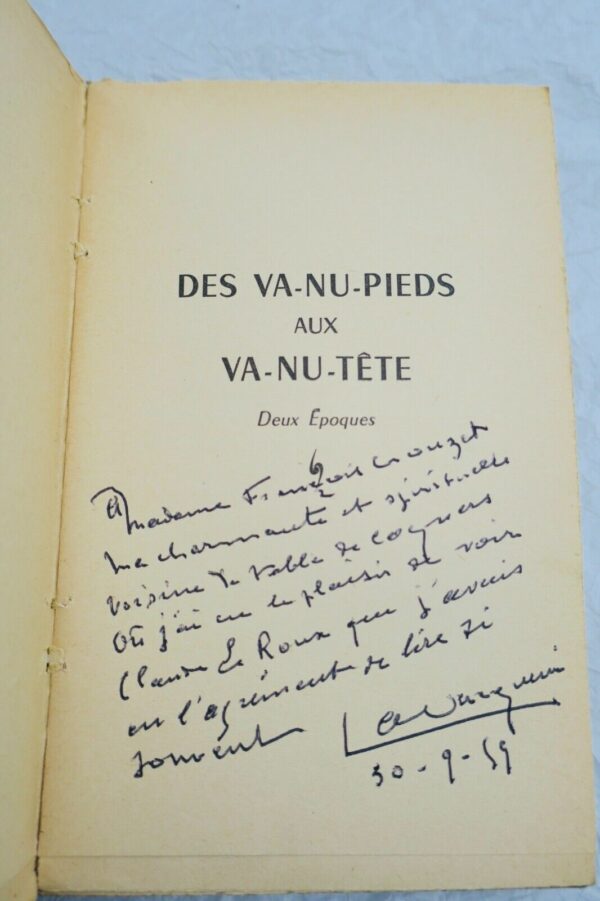 DES VA-NU-PIEDS
AUX
VA-NU-TÊTE
Deux Époques
à Madame François Crouzet
ma charmante et spirituelle
voisine de table de
Où j'ai eu le plaisir de voir
Claude Le Roux que j'avais
eu l'agrément de lire si
souvent
30-9-59